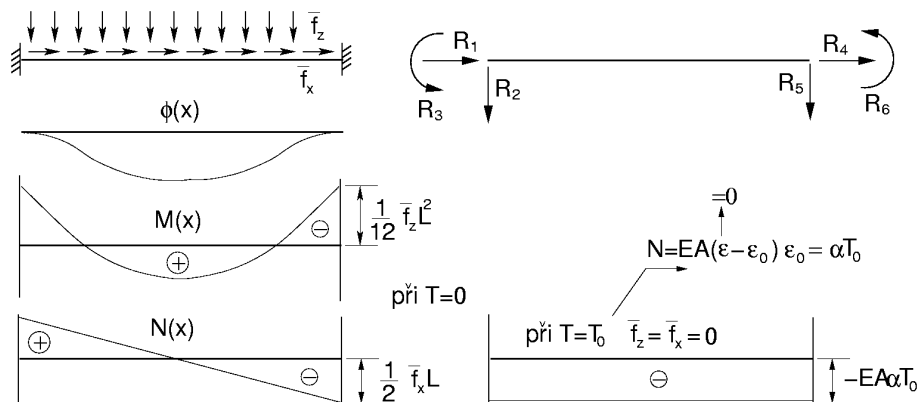 f̅z
f̅x
R1
R2
R3
R4
R5
R6
ϕ(x)
M(x)
1/12 f̅zL²
⊖
⊕
při T=0
N(x)
⊕
⊖
1/2 f̅xL
=0
N=EA(ε−ε0) ε0= αT0
při T=T0 f̅z= f̅x= 0
⊖
−EAαT0